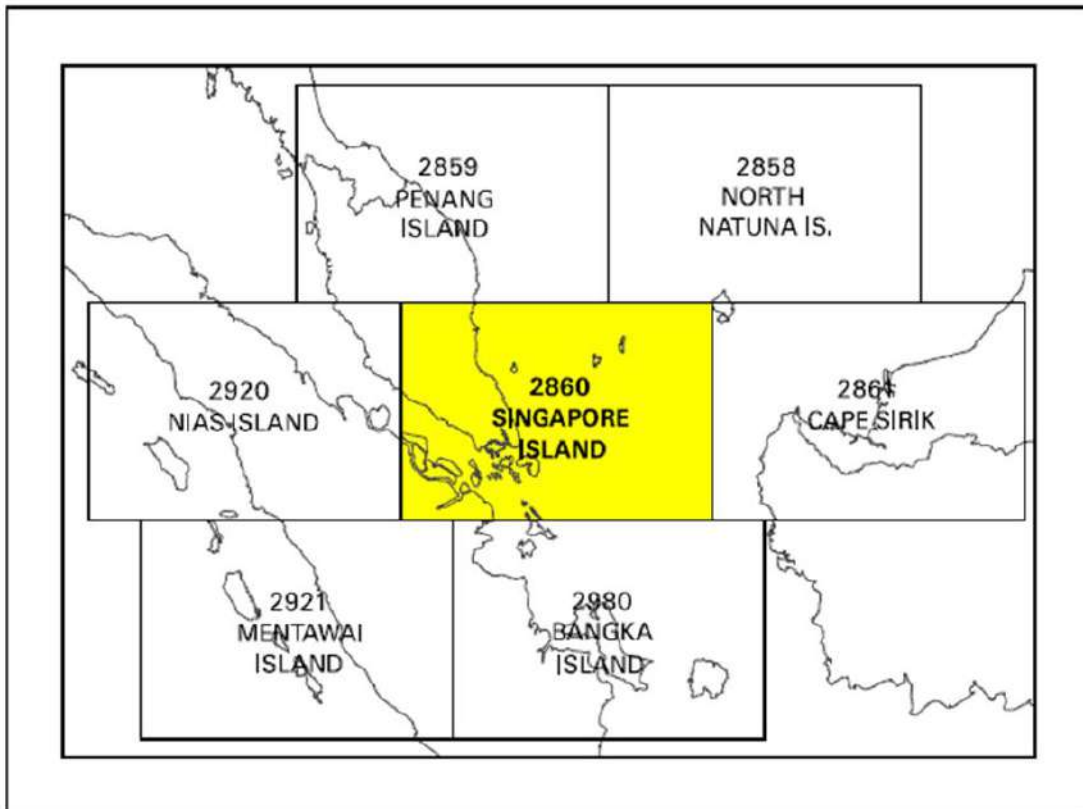 2859
PENANG
ISLAND
2858
NORTH
NATUNA IS.
2920
NIAS ISLAND
2860
SINGAPORE
ISLAND
2861
CAPE SIRIK
2921
MENTAWAI
ISLAND
2980
BANGKA
ISLAND